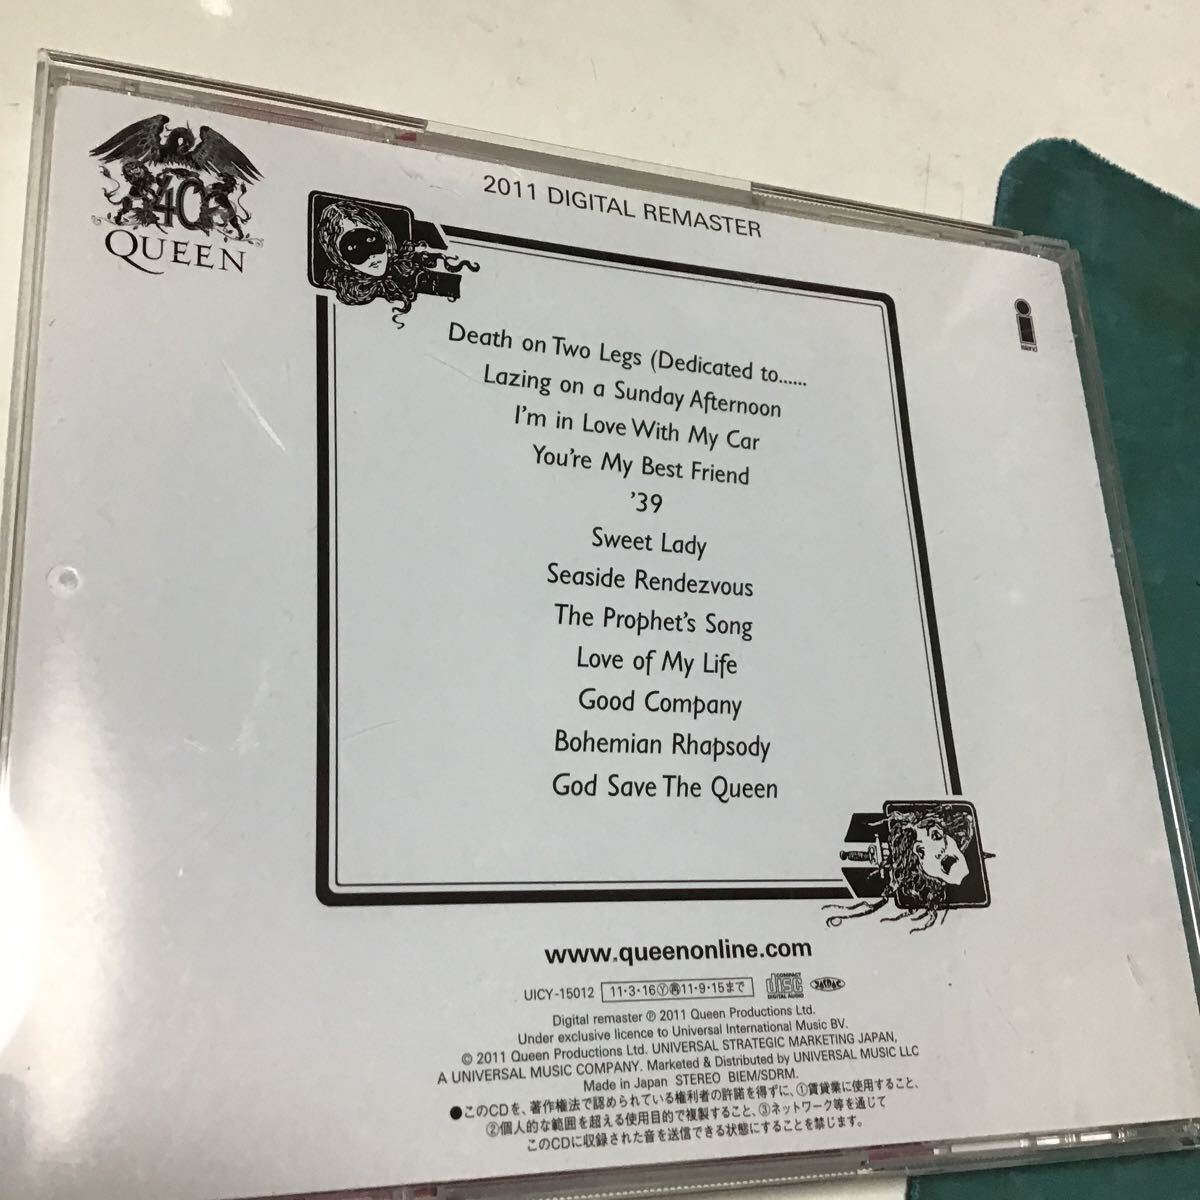 40
QUEEN
2011 DIGITAL REMASTER
island
Death on Two Legs (Dedicated to......
Lazing on a Sunday Afternoon
I'm in Love With My Car
You're My Best Friend
'39
Sweet Lady
Seaside Rendezvous
The Prophet's Song
Love of My Life
Good Company
Bohemian Rhapsody
God Save The Queen
www.queenonline.com
UICY-15012 11・3・16Ⓨ㊢11・9・15まで COMPACT disc DIGITAL AUDIO JASRAC
Digital remaster ℗ 2011 Queen Productions Ltd.
Under exclusive licence to Universal International Music BV.
© 2011 Queen Productions Ltd. UNIVERSAL STRATEGIC MARKETING JAPAN,
A UNIVERSAL MUSIC COMPANY. Marketed & Distributed by UNIVERSAL MUSIC LLC
Made in Japan STEREO BIEM/SDRM.
●このCDを、著作権法で認められている権利者の許諾を得ずに、①賃貸業に使用すること、
②個人的な範囲を超える使用目的で複製すること、③ネットワーク等を通じて
このCDに収録された音を送信できる状態にすることを禁じます。